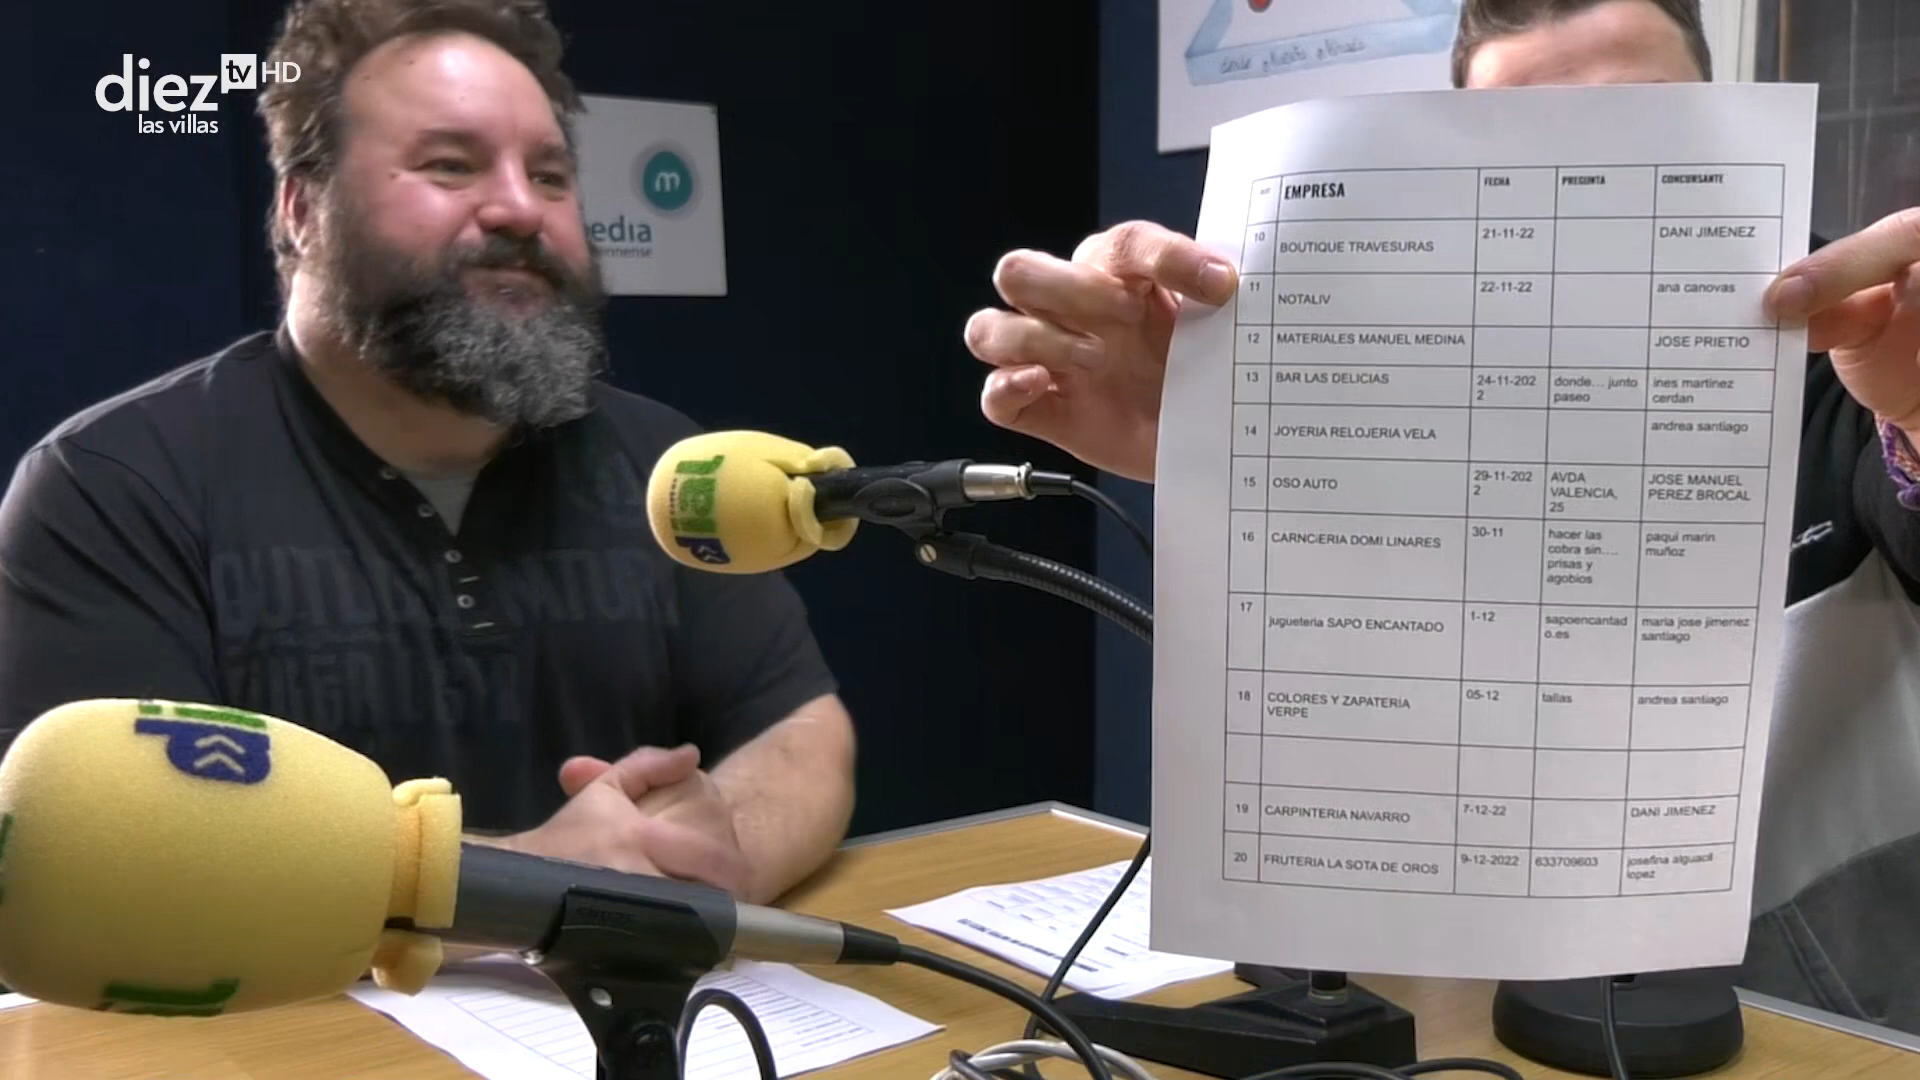 diez tv HD
las villas
m
edia
desde
EMPRESA FECHA PREGUNTA CONCURSANTE
10 BOUTIQUE TRAVESURAS 21-11-22 DANI JIMENEZ
11 NOTALIV 22-11-22 ana canovas
12 MATERIALES MANUEL MEDINA JOSE PRIETIO
13 BAR LAS DELICIAS 24-11-202 donde... junto ines martinez
2 paseo cerdan
14 JOYERIA RELOJERIA VELA andrea santiago
15 OSO AUTO 29-11-202 AVDA JOSE MANUEL
2 VALENCIA, PEREZ BROCAL
25
16 CARNCiERIA DOMI LINARES 30-11 hacer las paqui marin
cobra sin.... muñoz
prisas y
agobios
17 jugueteria SAPO ENCANTADO 1-12 sapoencantad maria jose jimenez
o.es santiago
18 COLORES Y ZAPATERIA 05-12 tallas andrea santiago
VERPE
19 CARPINTERIA NAVARRO 7-12-22 DANI JIMENEZ
20 FRUTERIA LA SOTA DE OROS 9-12-2022 633709603 josefina alguacil
lopez